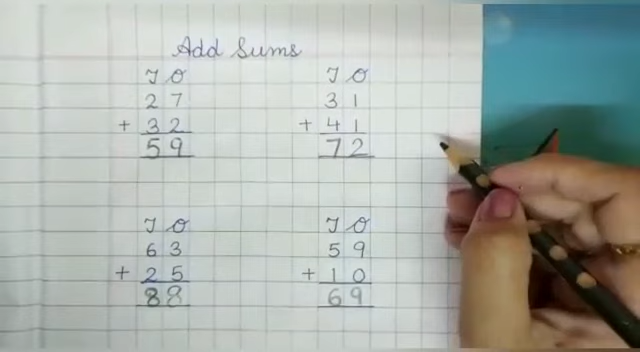 Add Sums
T O T O
2 7 3 1
+ 3 2 + 4 1
5 9 7 2
T O T O
6 3 5 9
+ 2 5 + 1 0
8 8 6 9